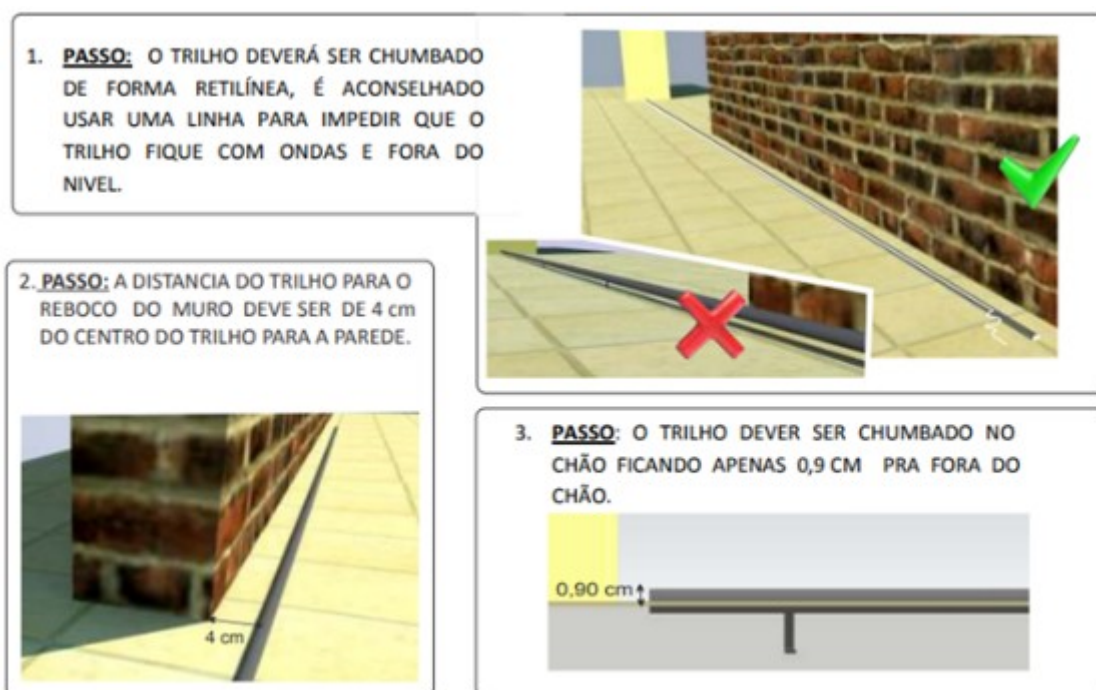 1. PASSO: O TRILHO DEVERÁ SER CHUMBADO
DE FORMA RETILÍNEA, É ACONSELHADO
USAR UMA LINHA PARA IMPEDIR QUE O
TRILHO FIQUE COM ONDAS E FORA DO
NIVEL.
2. PASSO: A DISTANCIA DO TRILHO PARA O
REBOCO DO MURO DEVE SER DE 4 cm
DO CENTRO DO TRILHO PARA A PAREDE.
4 cm
3. PASSO: O TRILHO DEVER SER CHUMBADO NO
CHÃO FICANDO APENAS 0,9 CM PRA FORA DO
CHÃO.
0,90 cm